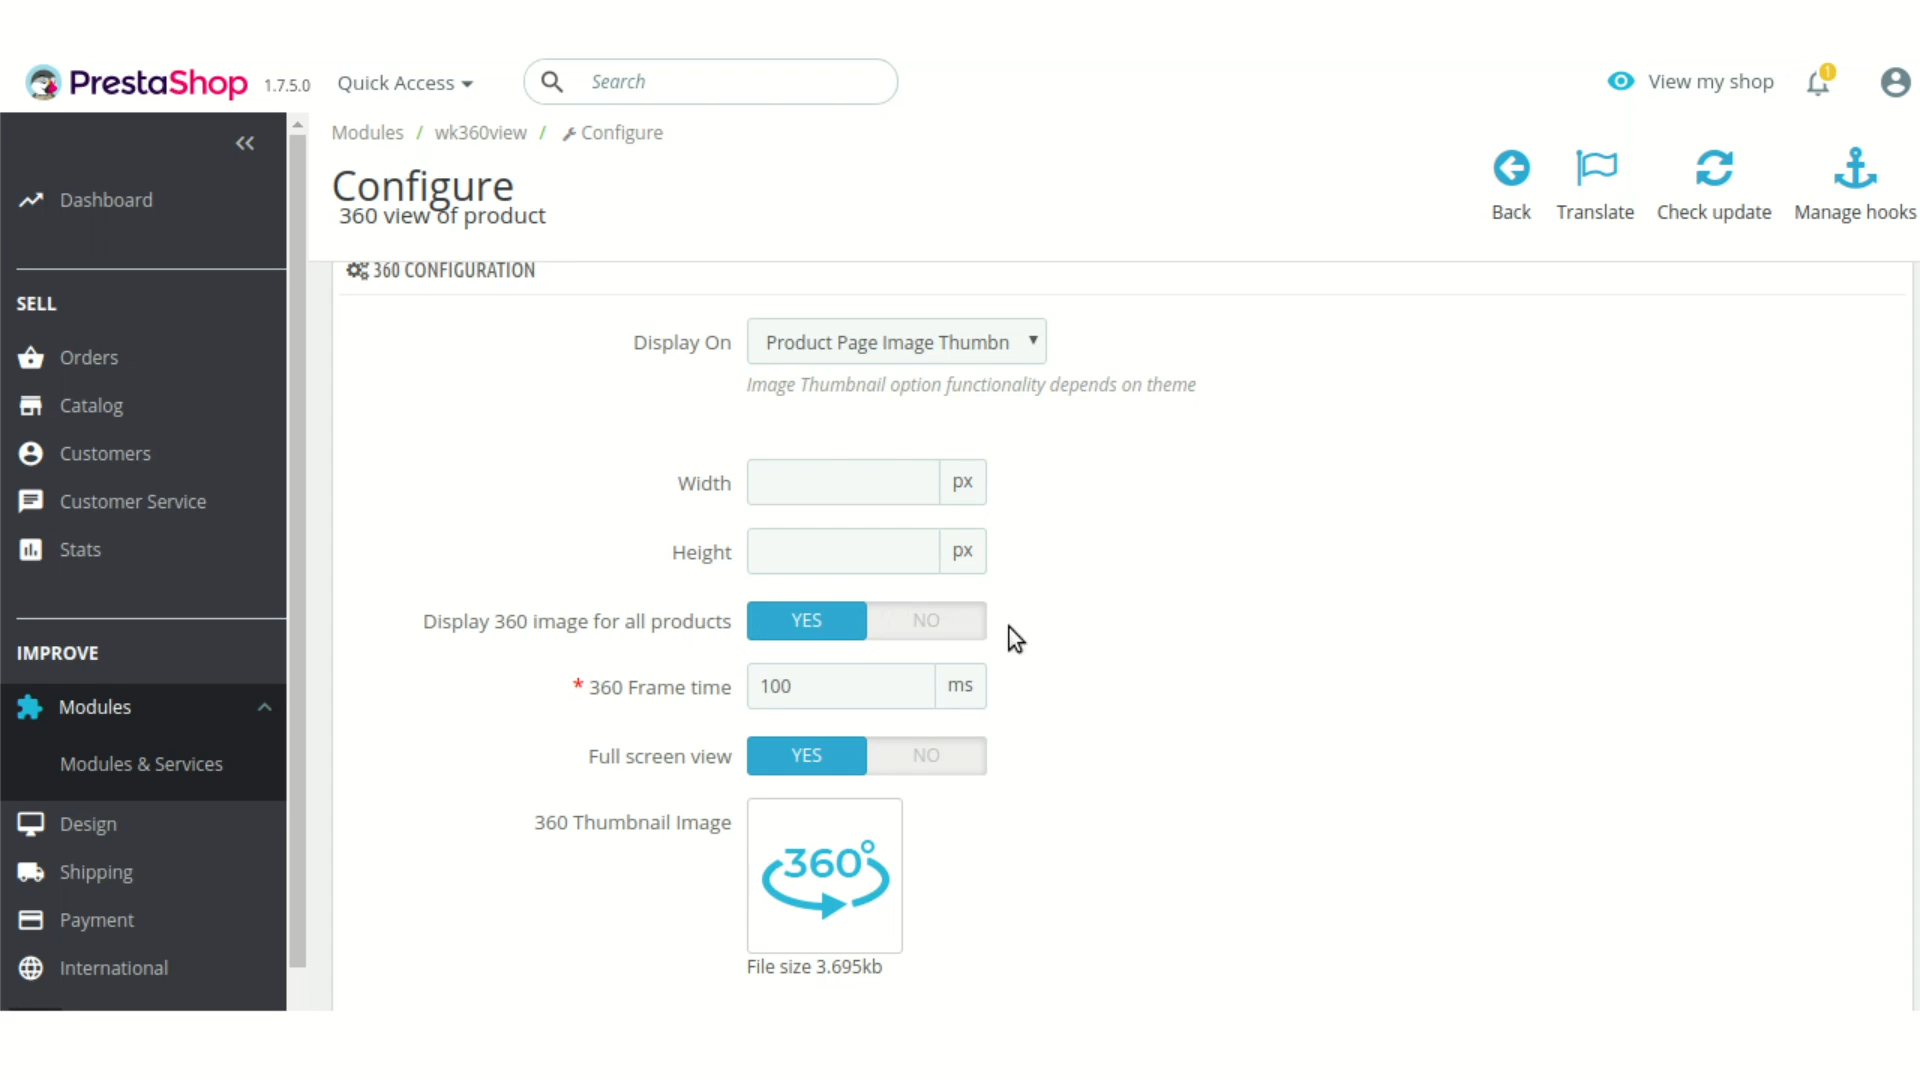 PrestaShop 1.7.5.0 Quick Access Search View my shop 1
Modules / wk360view / Configure
Configure
360 view of product
Back Translate Check update Manage hooks
Dashboard
SELL
Orders
Catalog
Customers
Customer Service
Stats
IMPROVE
Modules
Modules & Services
Design
Shipping
Payment
International
360 CONFIGURATION
Display On Product Page Image Thumbn
Image Thumbnail option functionality depends on theme
Width px
Height px
Display 360 image for all products YES NO
* 360 Frame time 100 ms
Full screen view YES NO
360 Thumbnail Image
360°
File size 3.695kb